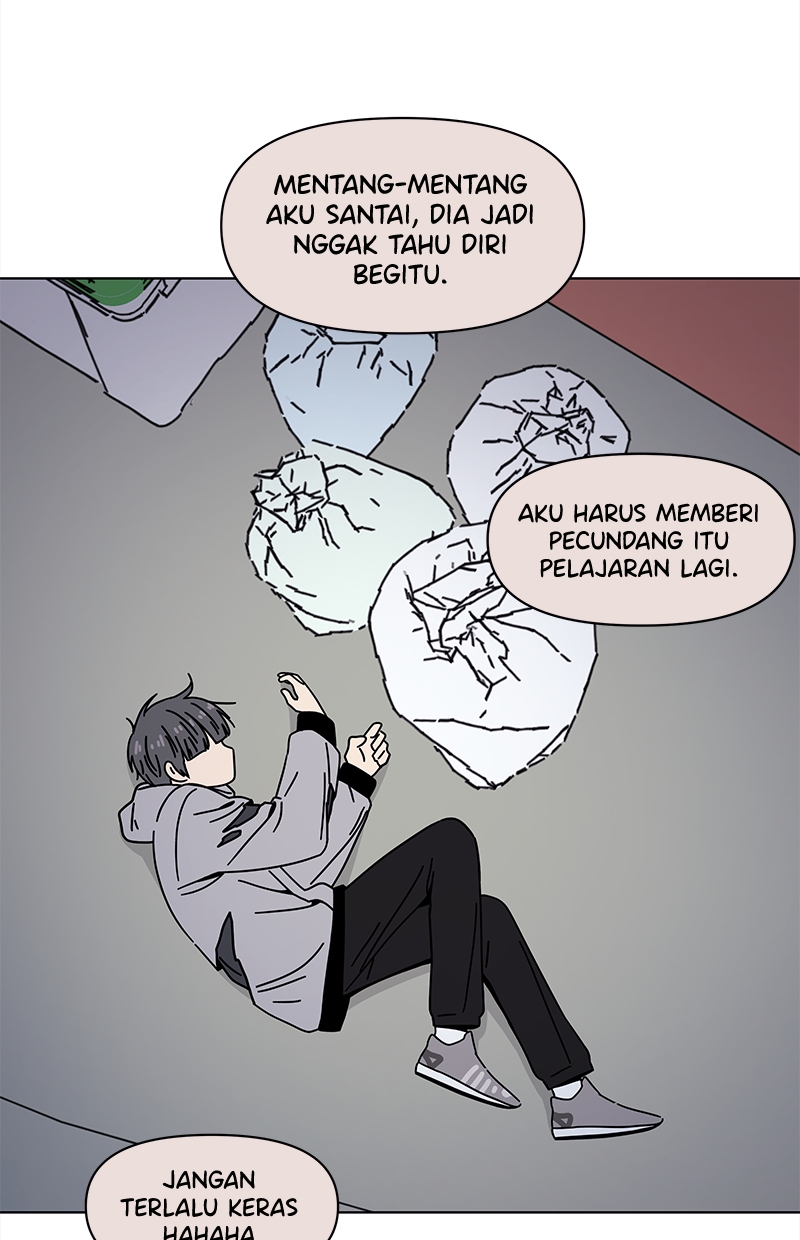 MENTANG-MENTANG
AKU SANTAI, DIA JADI
NGGAK TAHU DIRI
BEGITU.
AKU HARUS MEMBERI
PECUNDANG ITU
PELAJARAN LAGI.
JANGAN
TERLALU KERAS
HAHAHA